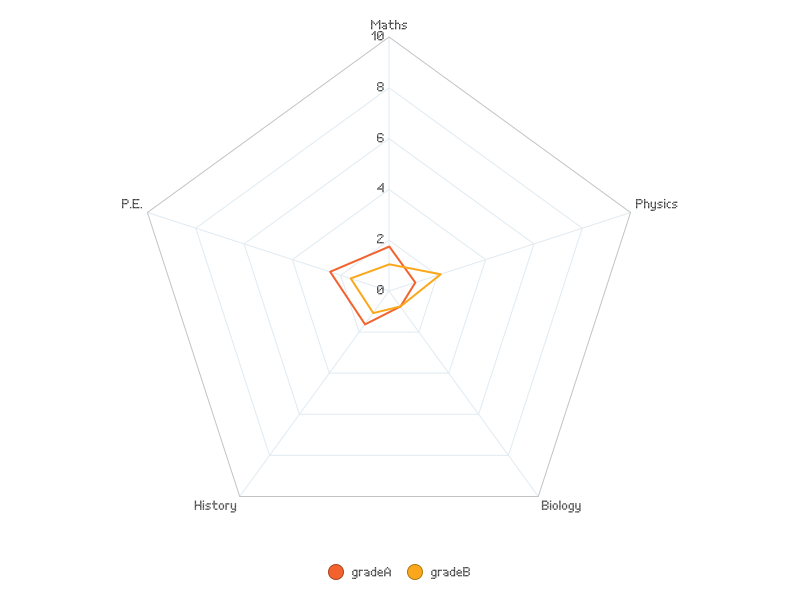 Maths
10
8
6
4
2
0
P.E.
Physics
History
Biology
gradeA
gradeB